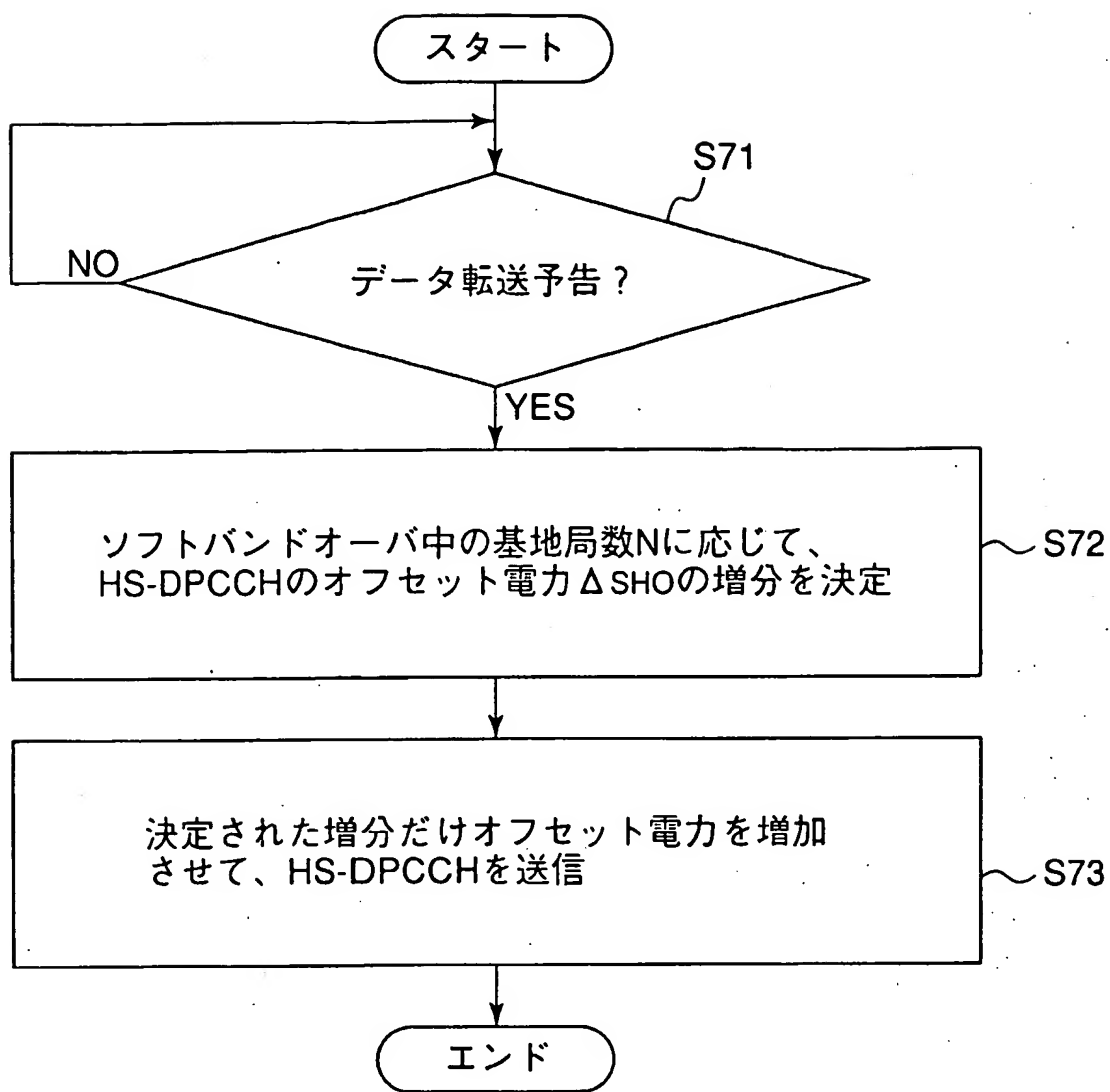 スタート
S71
NO
データ転送予告?
YES
ソフトバンドオーバ中の基地局数Nに応じて、
HS-DPCCHのオフセット電力ΔSHOの増分を決定
S72
決定された増分だけオフセット電力を増加
させて、HS-DPCCHを送信
S73
エンド